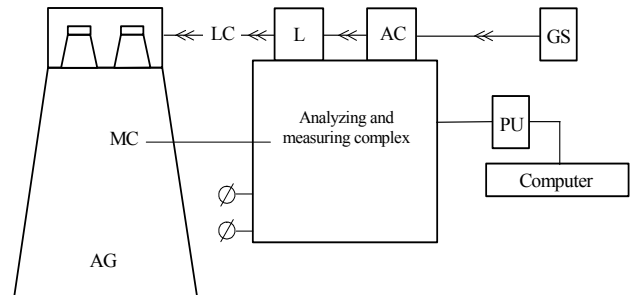 LC
L
AC
GS
Analyzing and
measuring complex
MC
PU
Computer
AG